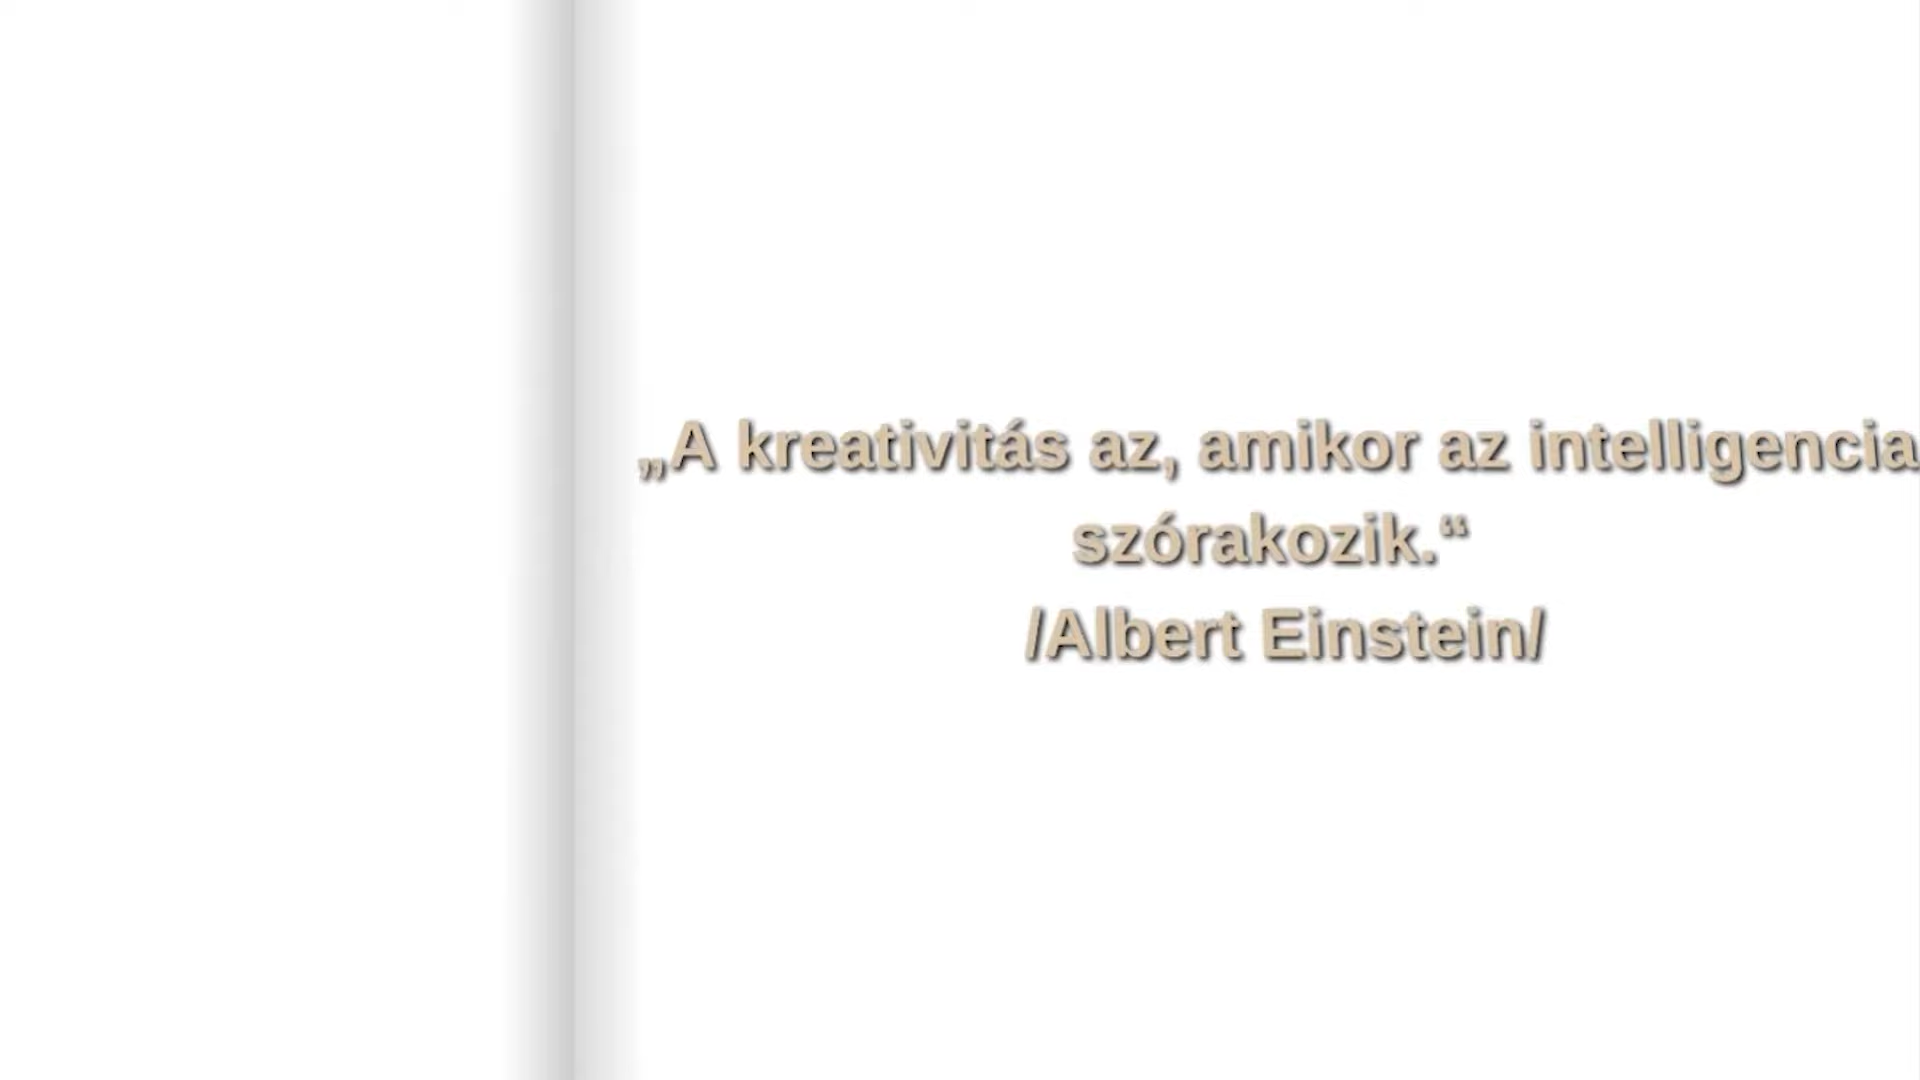 „A kreativitás az, amikor az intelligencia
szórakozik.“
/Albert Einstein/